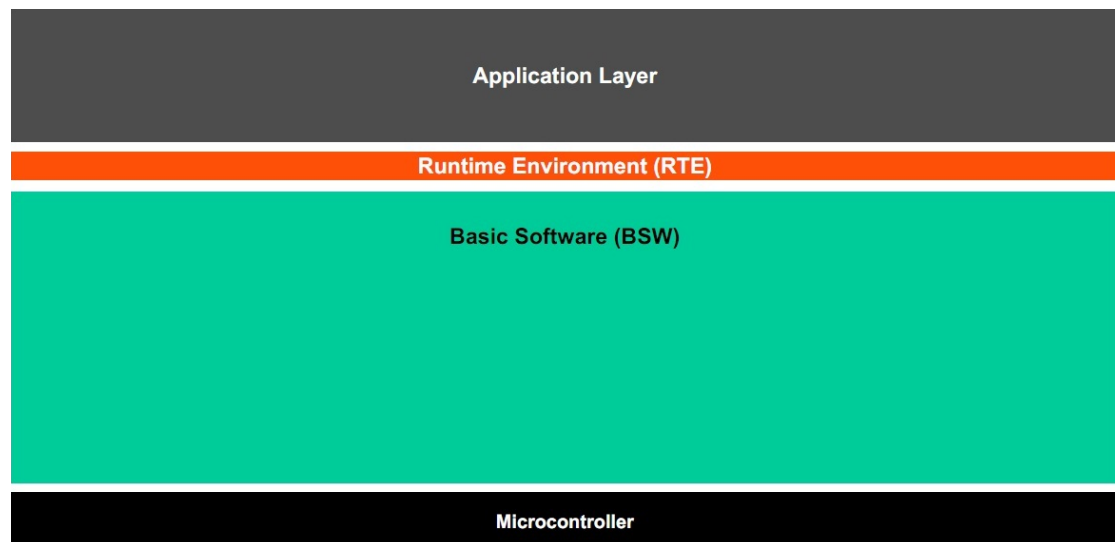 Application Layer
Runtime Environment (RTE)
Basic Software (BSW)
Microcontroller